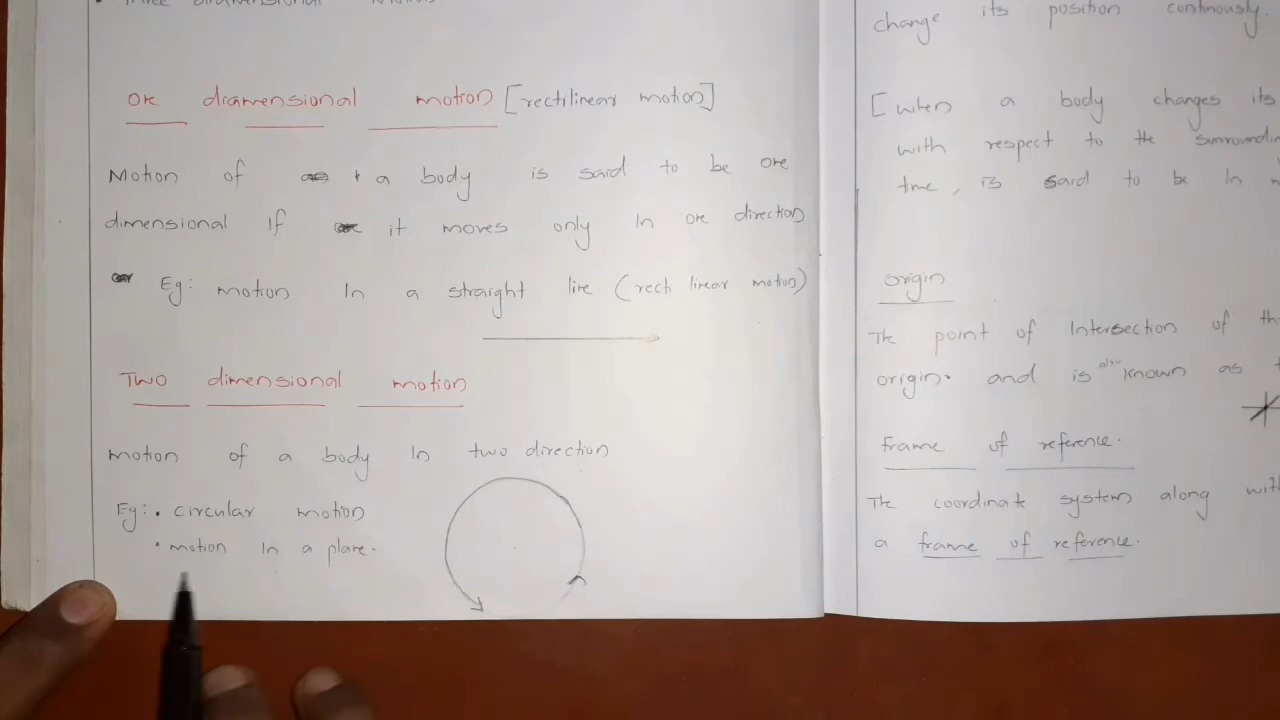 Three diamensional
one diamensional motion [rectilinear motion]
Motion of a body is said to be one
dimensional if it moves only in one direction
Eg: motion in a straight line (rectilinear motion)
Two dimensional motion
motion of a body in two direction
Eg: • circular motion
• motion in a plane.
change its position continously.
[when a body changes its
with respect to the
time, is said to be in
origin
The point of intersection of
origin. and is also known as
Frame of reference.
The coordinate system along
a frame of reference.